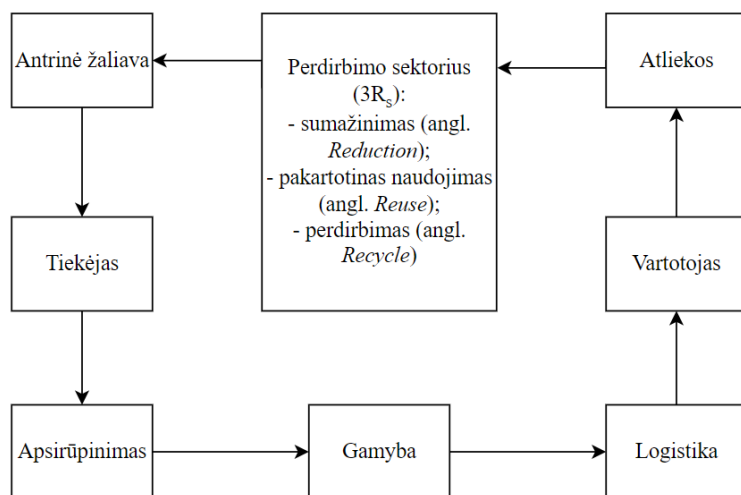 Antrinė žaliava
Perdirbimo sektorius
(3Rs):
- sumažinimas (angl.
Reduction);
- pakartotinas naudojimas
(angl. Reuse);
- perdirbimas (angl.
Recycle)
Atliekos
Tiekėjas
Vartotojas
Apsirūpinimas
Gamyba
Logistika